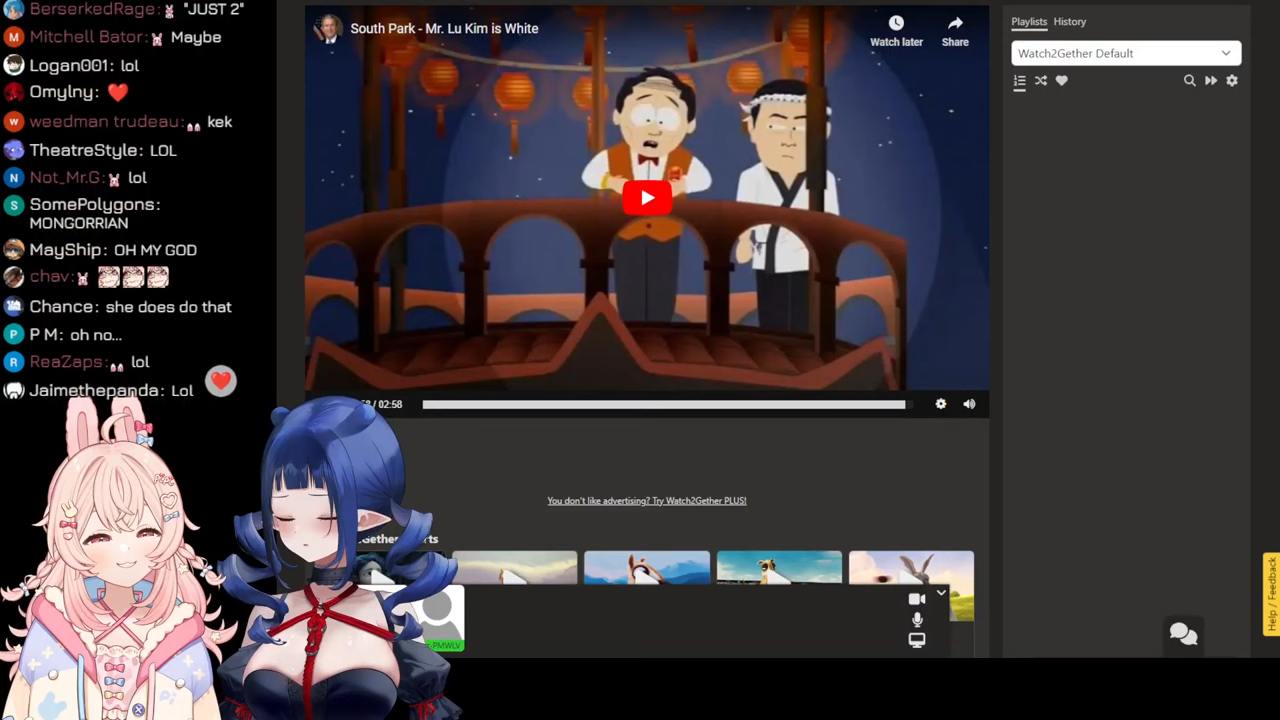 BerserkedRage: "JUST 2"
Mitchell Bator: Maybe
Logan001: lol
Omylny: ❤️
weedman trudeau: kek
TheatreStyle: LOL
Not_Mr.G: lol
SomePolygons:
MONGORRIAN
MayShip: OH MY GOD
chav:
Chance: she does do that
P M: oh no...
ReaZaps: lol
Jaimethepanda: Lol
South Park - Mr. Lu Kim is White
Watch later
Share
/ 02:58
You don't like advertising? Try Watch2Gether PLUS!
-PMWLV
Playlists History
Watch2Gether Default
Help / Feedback